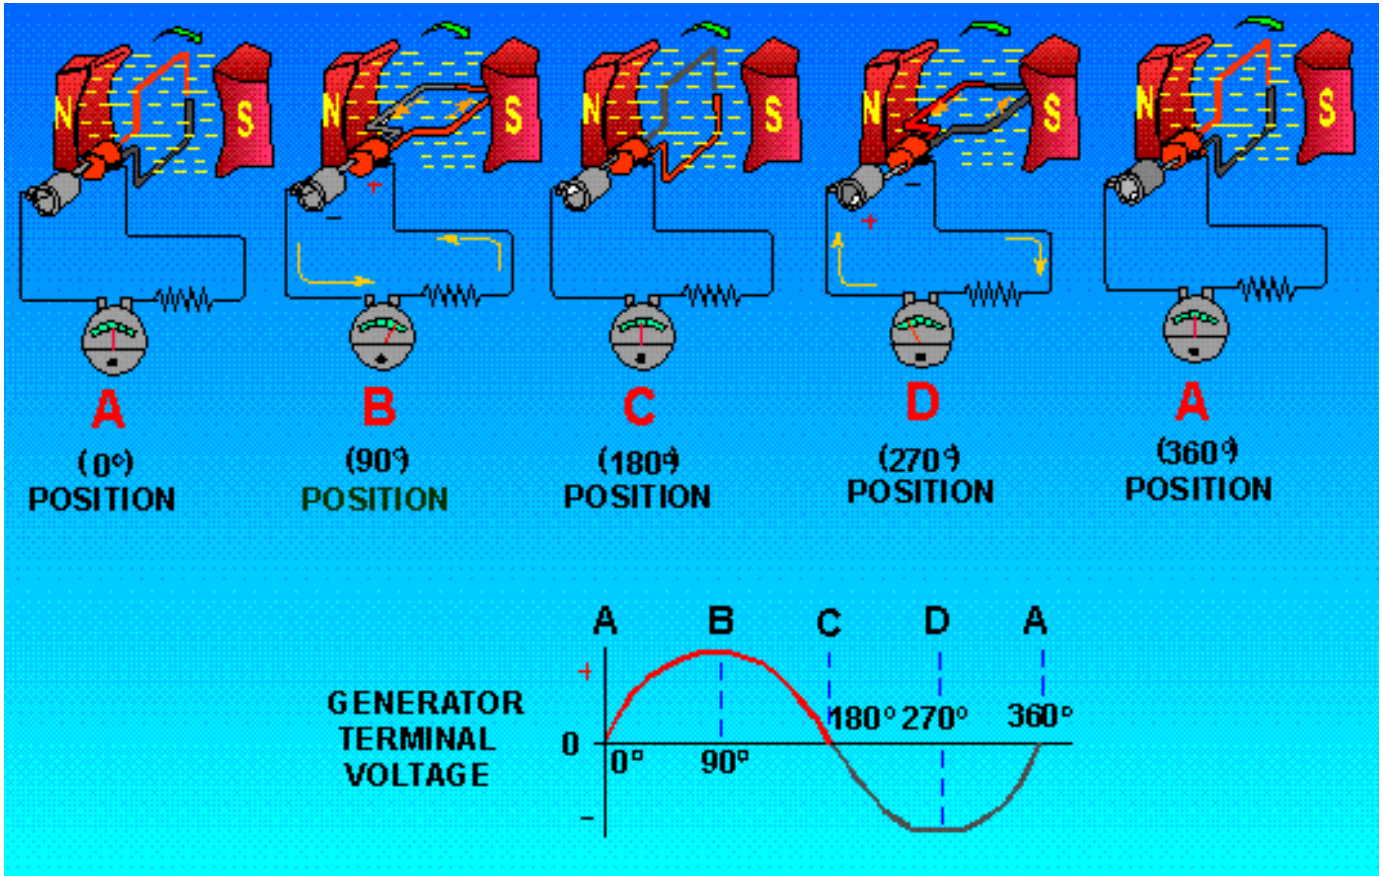 N S
N S
N S
N S
N S
+
−
−
+
A
(0°)
POSITION
B
(90°)
POSITION
C
(180°)
POSITION
D
(270°)
POSITION
A
(360°)
POSITION
A B C D A
+
GENERATOR
TERMINAL
VOLTAGE
0
−
0°
90°
180°
270°
360°